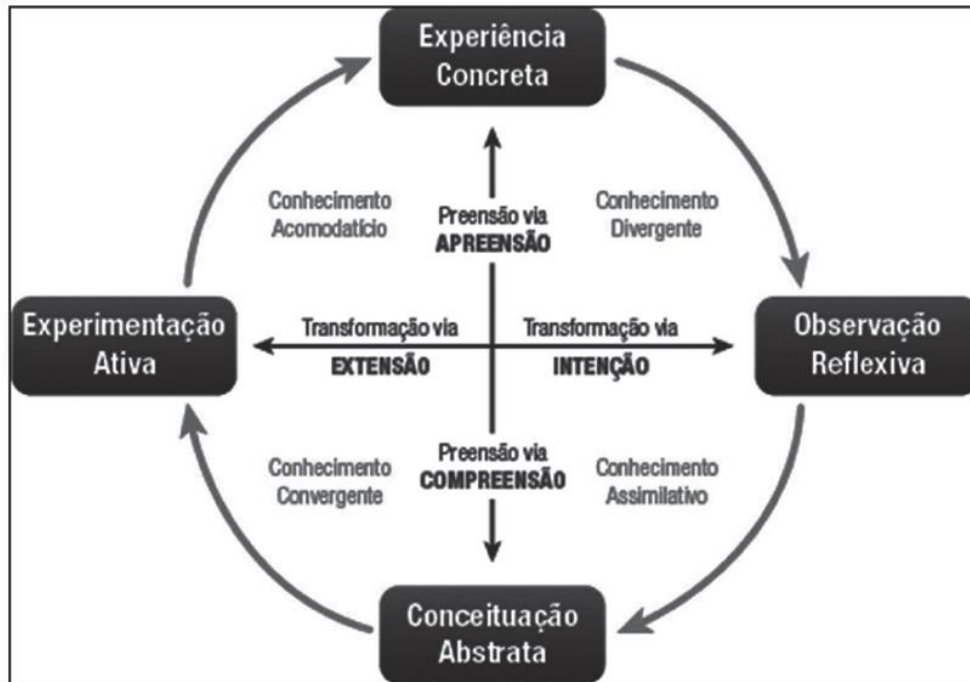 Experiência
Concreta
Conhecimento
Acomodatício
Preensão via
APREENSÃO
Conhecimento
Divergente
Experimentação
Ativa
Transformação via
EXTENSÃO
Transformação via
INTENÇÃO
Observação
Reflexiva
Conhecimento
Convergente
Preensão via
COMPREENSÃO
Conhecimento
Assimilativo
Conceituação
Abstrata